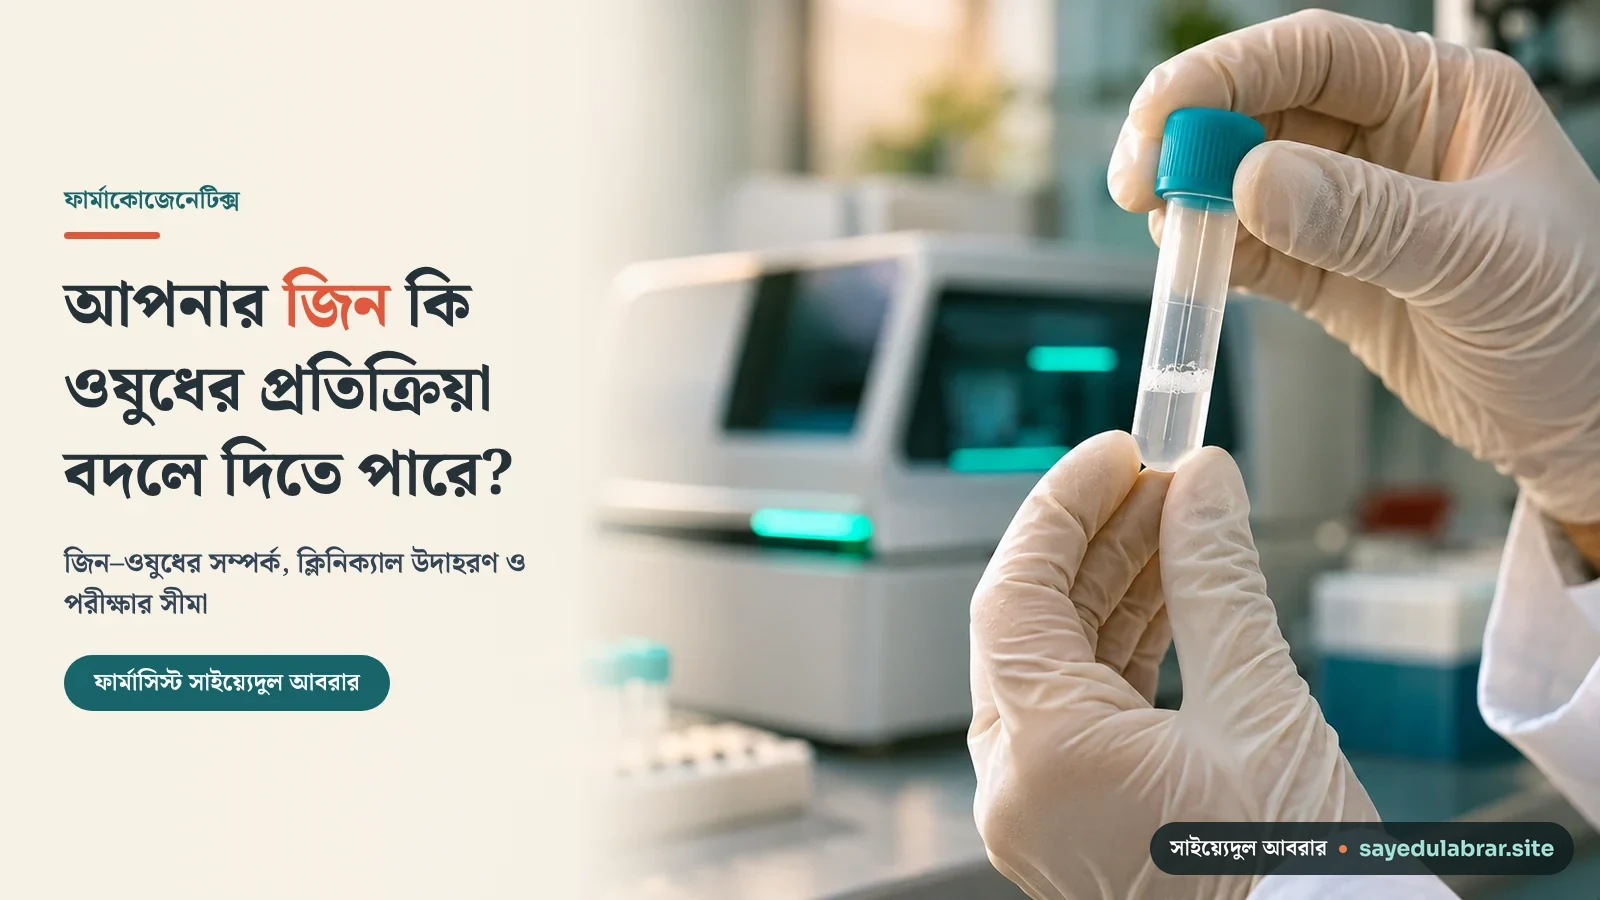 ফার্মাকোজেনেটিক্স
আপনার জিন কি
ওষুধের প্রতিক্রিয়া
বদলে দিতে পারে?
জিন–ওষুধের সম্পর্ক, ক্লিনিক্যাল উদাহরণ ও
পরীক্ষার সীমা
ফার্মাসিস্ট সাইয়্যেদুল আবরার
সাইয়্যেদুল আবরার • sayedulabrar.site